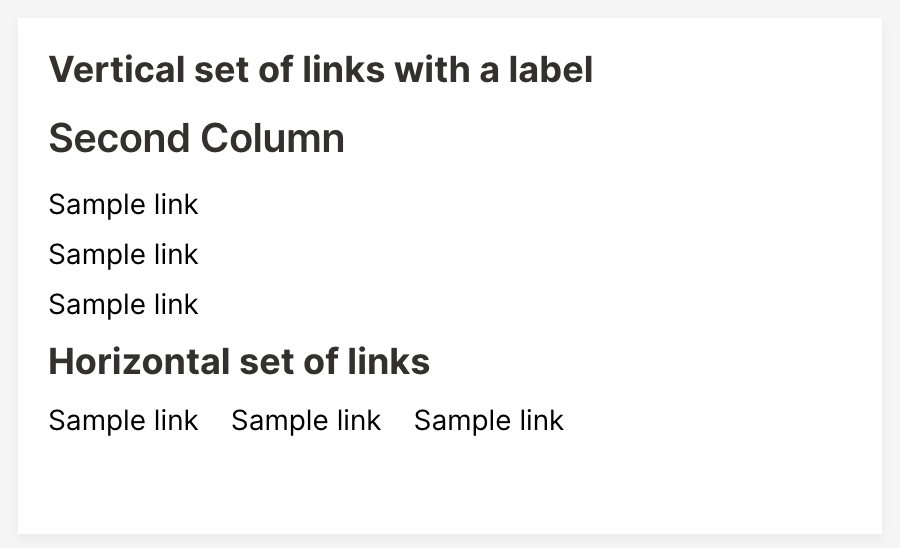 Vertical set of links with a label
Second Column
Sample link
Sample link
Sample link
Horizontal set of links
Sample link Sample link Sample link